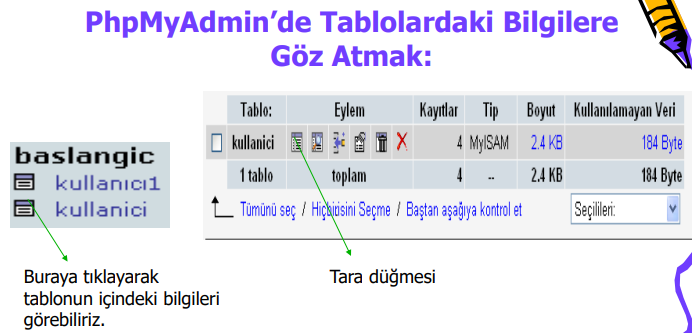 PhpMyAdmin’de Tablolardaki Bilgilere
Göz Atmak:
baslangic
kullanıcı1
kullanici
Tablo: Eylem Kayıtlar Tip Boyut Kullanılamayan Veri
kullanici 4 MyISAM 2.4 KB 184 Byte
1 tablo toplam 4 -- 2.4 KB 184 Byte
Tümünü seç / Hiçbirisini Seçme / Baştan aşağıya kontrol et Seçilileri:
Buraya tıklayarak
tablonun içindeki bilgileri
görebiliriz.
Tara düğmesi